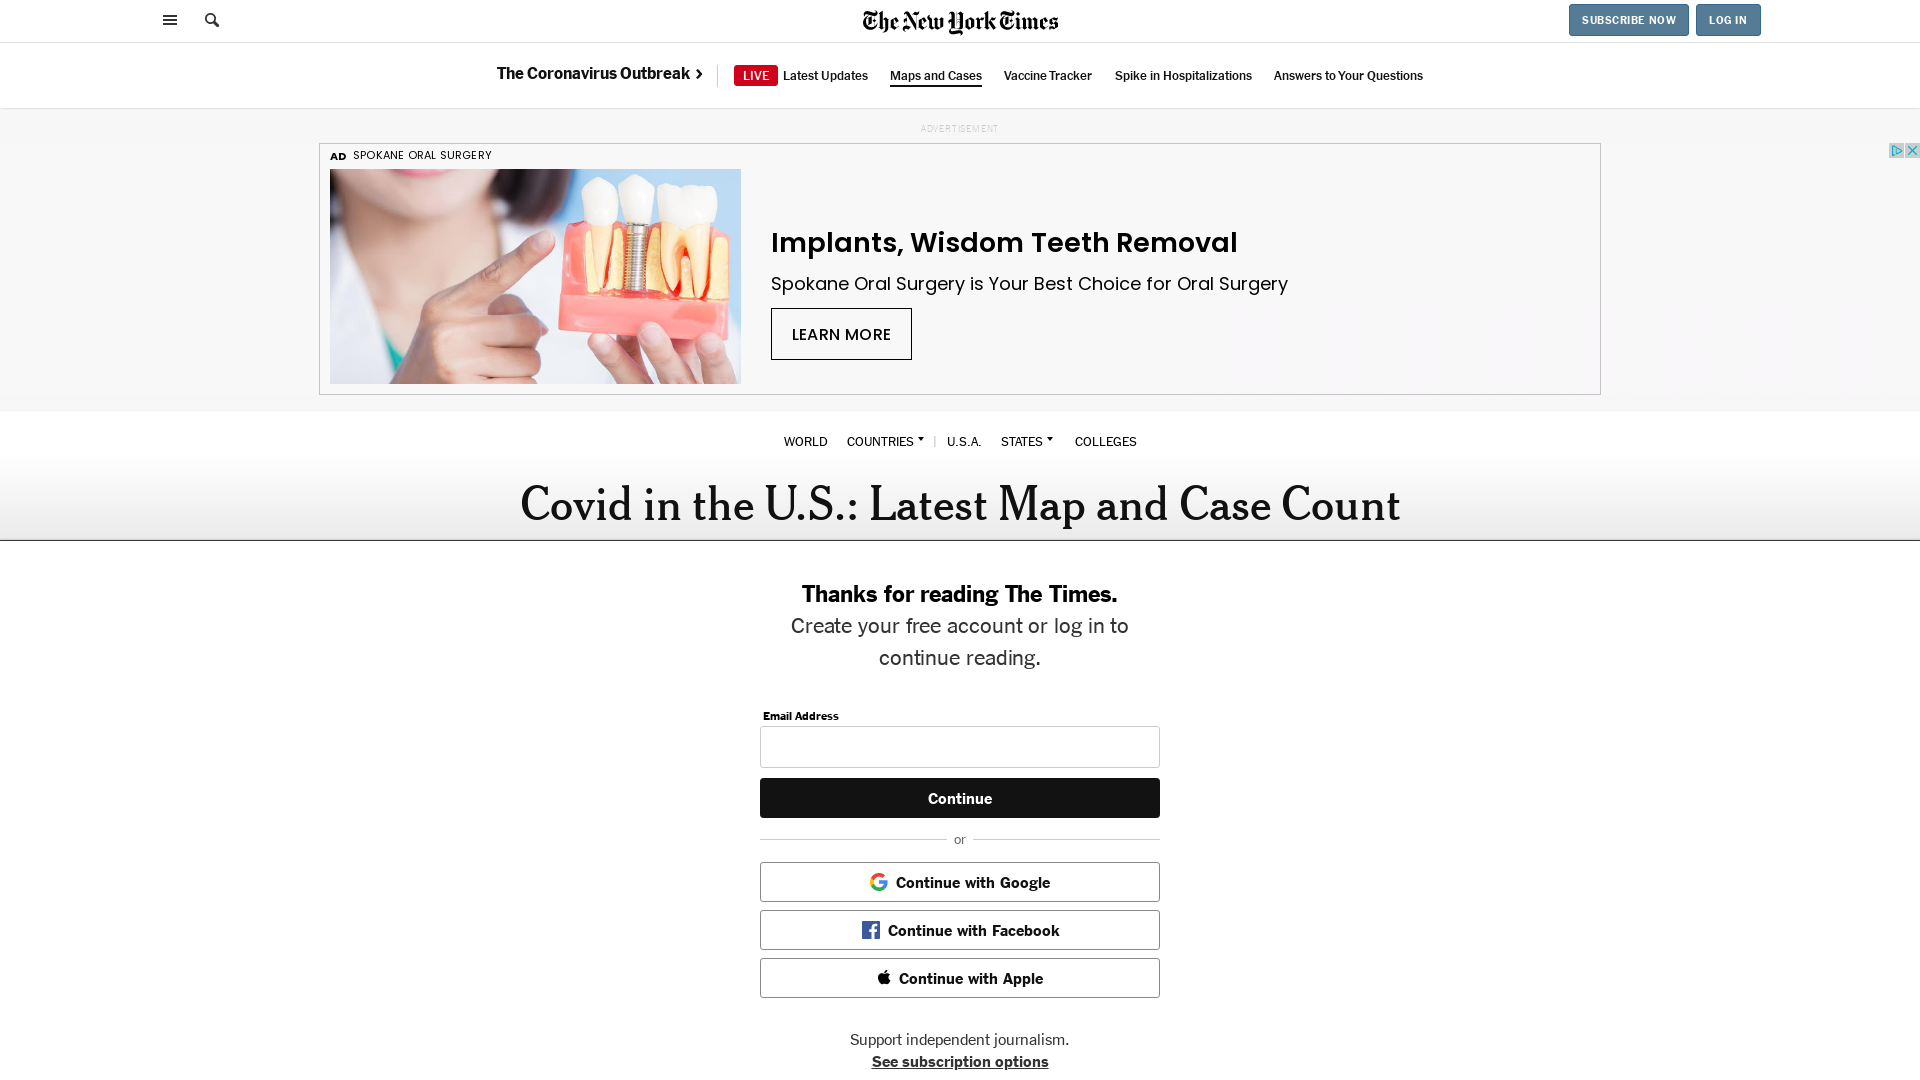 The New York Times
SUBSCRIBE NOW
LOG IN
The Coronavirus Outbreak
LIVE Latest Updates
Maps and Cases
Vaccine Tracker
Spike in Hospitalizations
Answers to Your Questions
ADVERTISEMENT
AD SPOKANE ORAL SURGERY
Implants, Wisdom Teeth Removal
Spokane Oral Surgery is Your Best Choice for Oral Surgery
LEARN MORE
WORLD COUNTRIES | U.S.A. STATES COLLEGES
Covid in the U.S.: Latest Map and Case Count
Thanks for reading The Times.
Create your free account or log in to
continue reading.
Email Address
Continue
or
Continue with Google
Continue with Facebook
Continue with Apple
Support independent journalism.
See subscription options